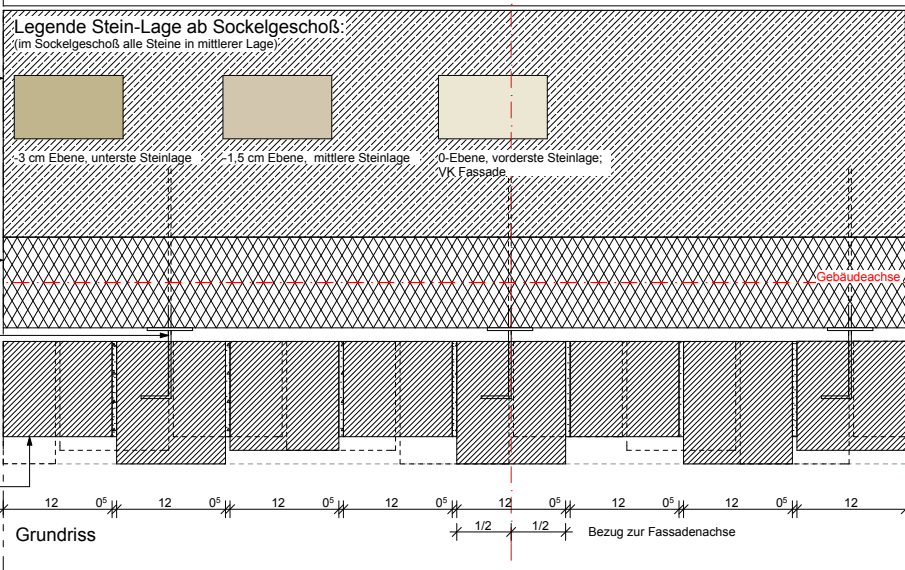 Legende Stein-Lage ab Sockelgeschoß:
(im Sockelgeschoß alle Steine in mittlerer Lage)
-3 cm Ebene, unterste Steinlage
-1,5 cm Ebene, mittlere Steinlage
0-Ebene, vorderste Steinlage;
VK Fassade
Gebäudeachse
12 0⁵ 12 0⁵ 12 0⁵ 12 0⁵ 12 0⁵ 12 0⁵ 12 0⁵ 12
1/2 1/2 Bezug zur Fassadenachse
Grundriss